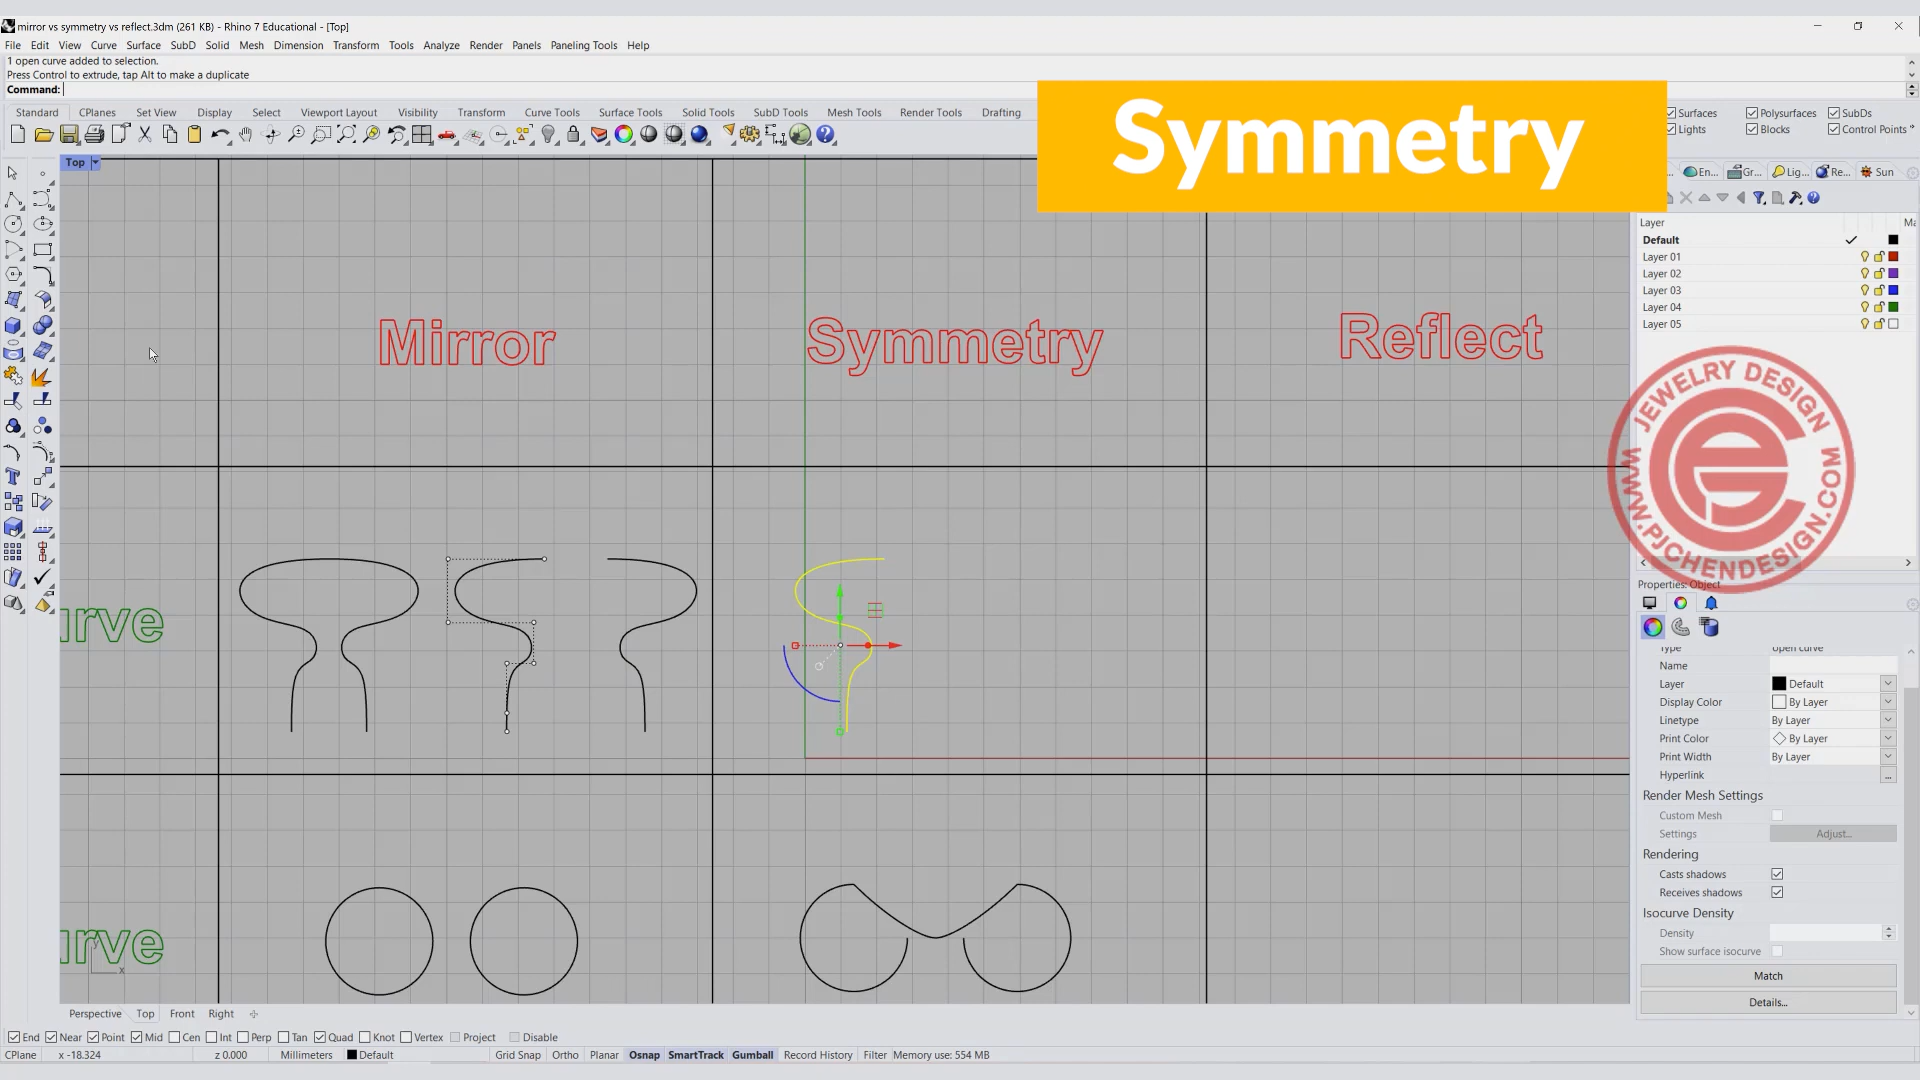 mirror vs symmetry vs reflect.3dm (261 KB) - Rhino 7 Educational - [Top]
File Edit View Curve Surface SubD Solid Mesh Dimension Transform Tools Analyze Render Panels Paneling Tools Help
1 open curve added to selection.
Press Control to extrude, tap Alt to make a duplicate
Command:
Standard CPlanes Set View Display Select Viewport Layout Visibility Transform Curve Tools Surface Tools Solid Tools SubD Tools Mesh Tools Render Tools Drafting
Symmetry
Surfaces Polysurfaces SubDs
Lights Blocks Control Points
Top
En... Gr... Lig... Re... Sun
Layer Ma
Default
Layer 01
Layer 02
Layer 03
Layer 04
Layer 05
Mirror Symmetry Reflect
JEWELRY DESIGN
WWW.PJCHENDESIGN.COM
urve
urve
y
x
Properties: Object
Type Open curve
Name
Layer Default
Display Color By Layer
Linetype By Layer
Print Color By Layer
Print Width By Layer
Hyperlink ...
Render Mesh Settings
Custom Mesh
Settings Adjust...
Rendering
Casts shadows
Receives shadows
Isocurve Density
Density
Show surface isocurve
Match
Details...
Perspective Top Front Right
End Near Point Mid Cen Int Perp Tan Quad Knot Vertex Project Disable
CPlane x -18.324 z 0.000 Millimeters Default Grid Snap Ortho Planar Osnap SmartTrack Gumball Record History Filter Memory use: 554 MB